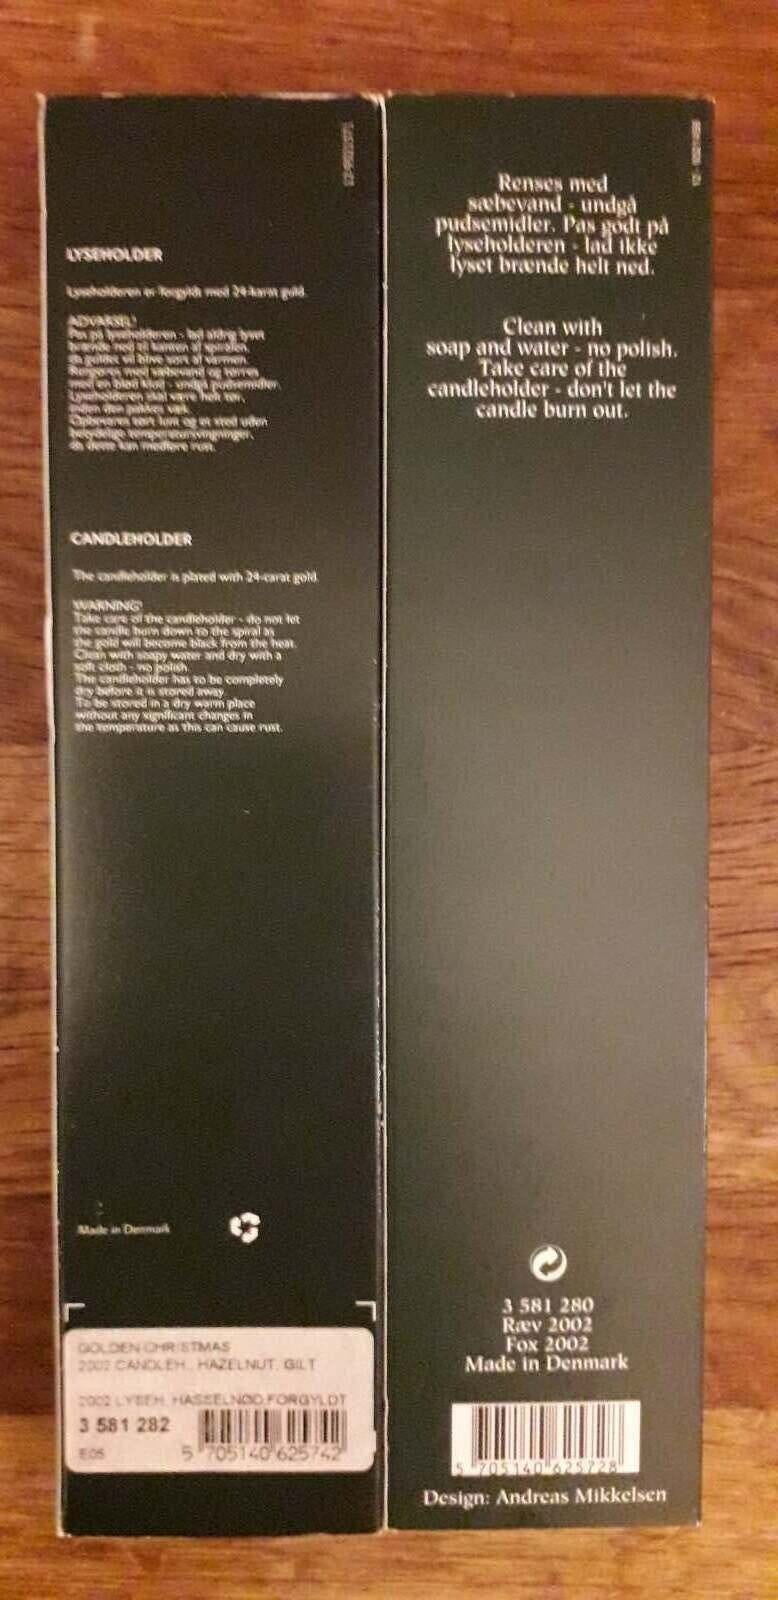 LYSEHOLDER
Lyseholderen er forgyldt med 24-karat guld.
ADVARSEL!
Pas på lyseholderen - lad aldrig lyset
brænde ned til kanten af spiralen,
da guldet vil blive sort af varmen.
Rengøres med sæbevand og tørres
med en blød klud - undgå pudsemidler.
Lyseholderen skal være helt tør,
inden den pakkes væk.
Opbevares tørt lunt og et sted uden
betydelige temperatursvingninger,
da dette kan medføre rust.
CANDLEHOLDER
The candleholder is plated with 24-carat gold.
WARNING!
Take care of the candleholder - do not let
the candle burn down to the spiral as
the gold will become black from the heat.
Clean with soapy water and dry with a
soft cloth - no polish.
The candleholder has to be completely
dry before it is stored away.
To be stored in a dry warm place
without any significant changes in
the temperature as this can cause rust.
Made in Denmark
GOLDEN CHRISTMAS
2002 CANDLEH., HAZELNUT, GILT
2002 LYSEH. HASSELNØD,FORGYLDT
3 581 282
E05
5 705140 625742
Renses med
sæbevand - undgå
pudsemidler. Pas godt på
lyseholderen - lad ikke
lyset brænde helt ned.
Clean with
soap and water - no polish.
Take care of the
candleholder - don't let the
candle burn out.
3 581 280
Ræv 2002
Fox 2002
Made in Denmark
5 705140 625728
Design: Andreas Mikkelsen